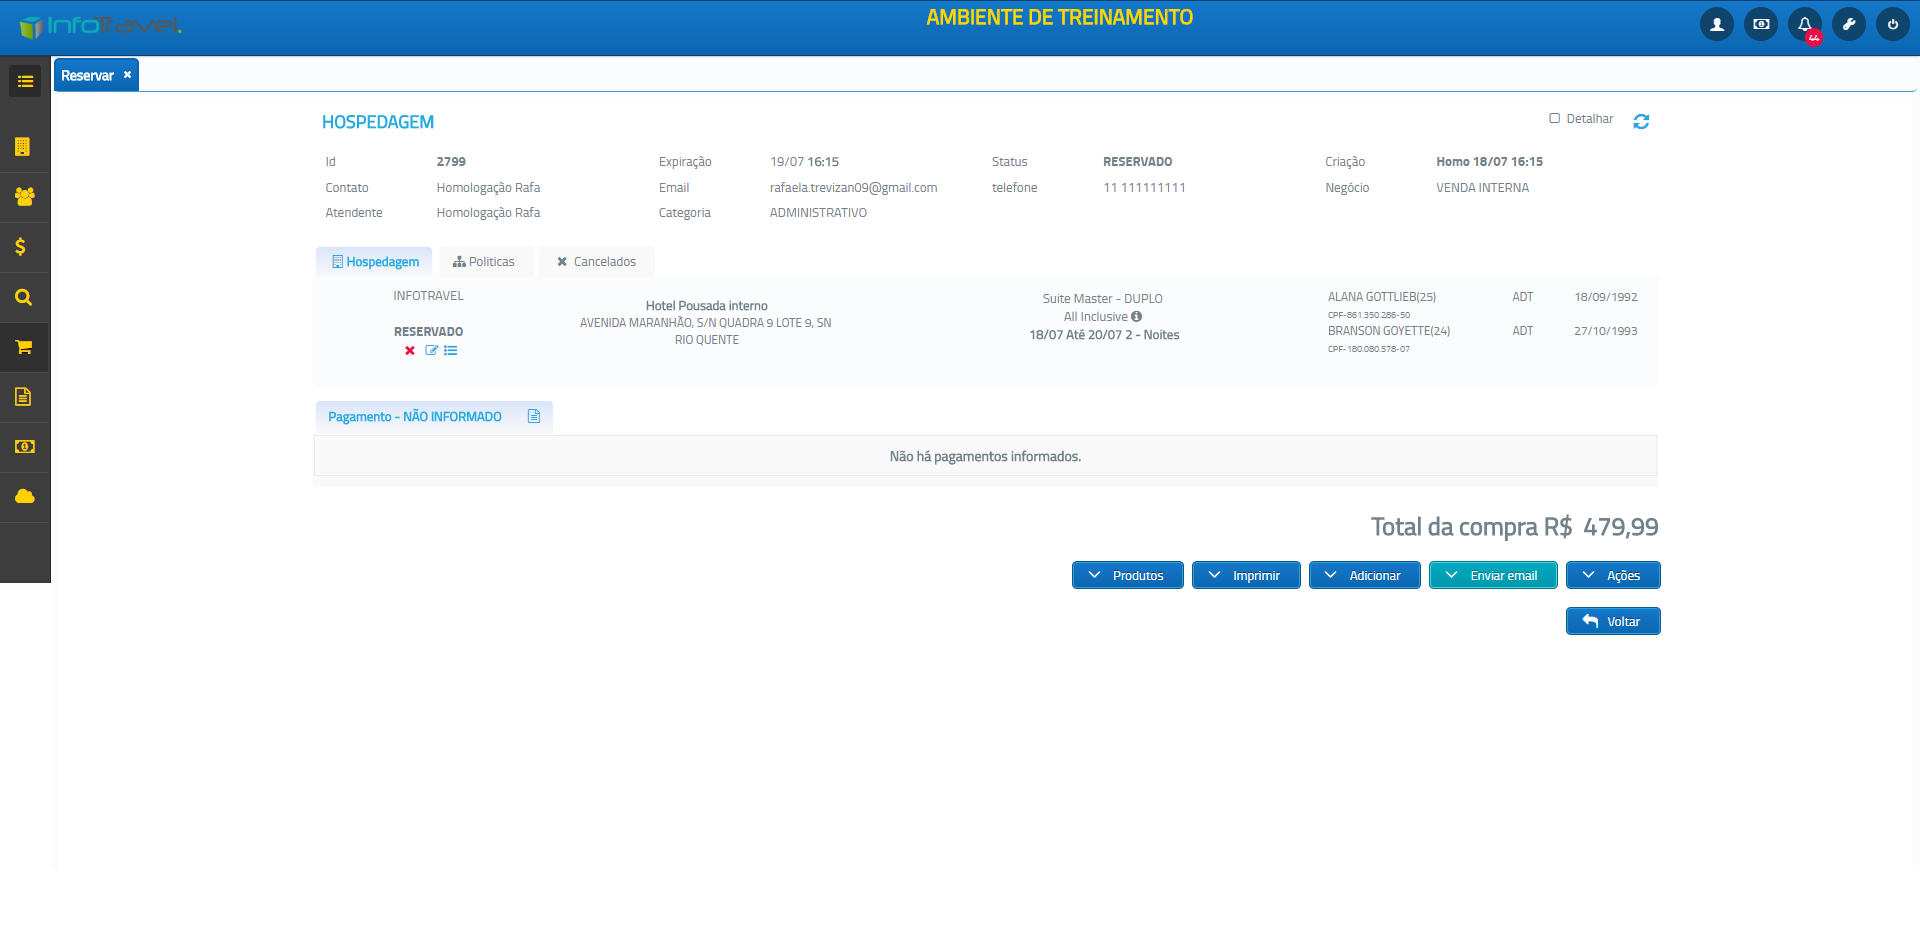 InfoTravel.
AMBIENTE DE TREINAMENTO
44
Reservar
HOSPEDAGEM
Detalhar
Id 2799 Expiração 19/07 16:15 Status RESERVADO Criação Homo 18/07 16:15
Contato Homologação Rafa Email rafaela.trevizan09@gmail.com telefone 11 111111111 Negócio VENDA INTERNA
Atendente Homologação Rafa Categoria ADMINISTRATIVO
Hospedagem Politicas Cancelados
INFOTRAVEL
RESERVADO
Hotel Pousada interno
AVENIDA MARANHÃO, S/N QUADRA 9 LOTE 9, SN
RIO QUENTE
Suite Master - DUPLO
All Inclusive
18/07 Até 20/07 2 - Noites
ALANA GOTTLIEB(25) ADT 18/09/1992
CPF-861.350.286-50
BRANSON GOYETTE(24) ADT 27/10/1993
CPF-180.080.578-07
Pagamento - NÃO INFORMADO
Não há pagamentos informados.
Total da compra R$ 479,99
Produtos Imprimir Adicionar Enviar email Ações
Voltar